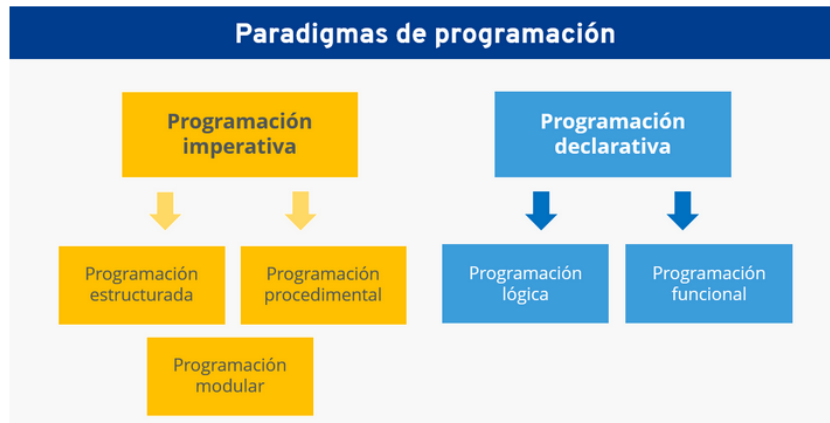 Paradigmas de programación
Programación
imperativa
Programación
declarativa
Programación
estructurada
Programación
procedimental
Programación
lógica
Programación
funcional
Programación
modular